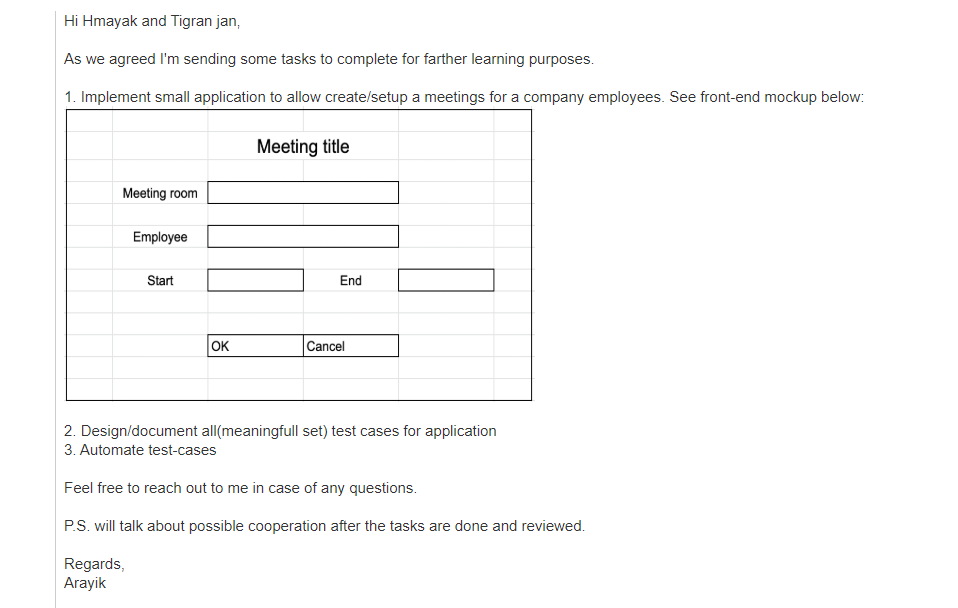 Hi Hmayak and Tigran jan,
As we agreed I'm sending some tasks to complete for farther learning purposes.
1. Implement small application to allow create/setup a meetings for a company employees. See front-end mockup below:
Meeting title
Meeting room
Employee
Start End
OK Cancel
2. Design/document all(meaningfull set) test cases for application
3. Automate test-cases
Feel free to reach out to me in case of any questions.
P.S. will talk about possible cooperation after the tasks are done and reviewed.
Regards,
Arayik